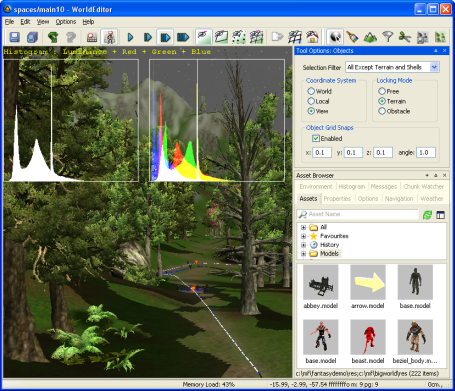 spaces/main10 - WorldEditor
File Edit View Options Help
Histogram: Luminance + Red + Green + Blue
Tool Options: Objects
Selection Filter All Except Terrain and Shells
Coordinate System
World
Local
View
Locking Mode
Free
Terrain
Obstacle
Object Grid Snaps
Enabled
x: 0.1 y: 0.1 z: 0.1 angle: 1.0
Asset Browser
Environment Histogram Messages Chunk Watcher
Assets Properties Options Navigation Weather
Asset Name
All
Favourites
History
Models
abbey.model arrow.model base.model
base.model beast.model beziel_body.m...
c:\mf\fantasydemo\res;c:\mf\bigworld\res (222 items)
Memory Load: 43% -15.99, -2.99, -57.54 ffffffffo m: 9 pg: 9 0cm.,